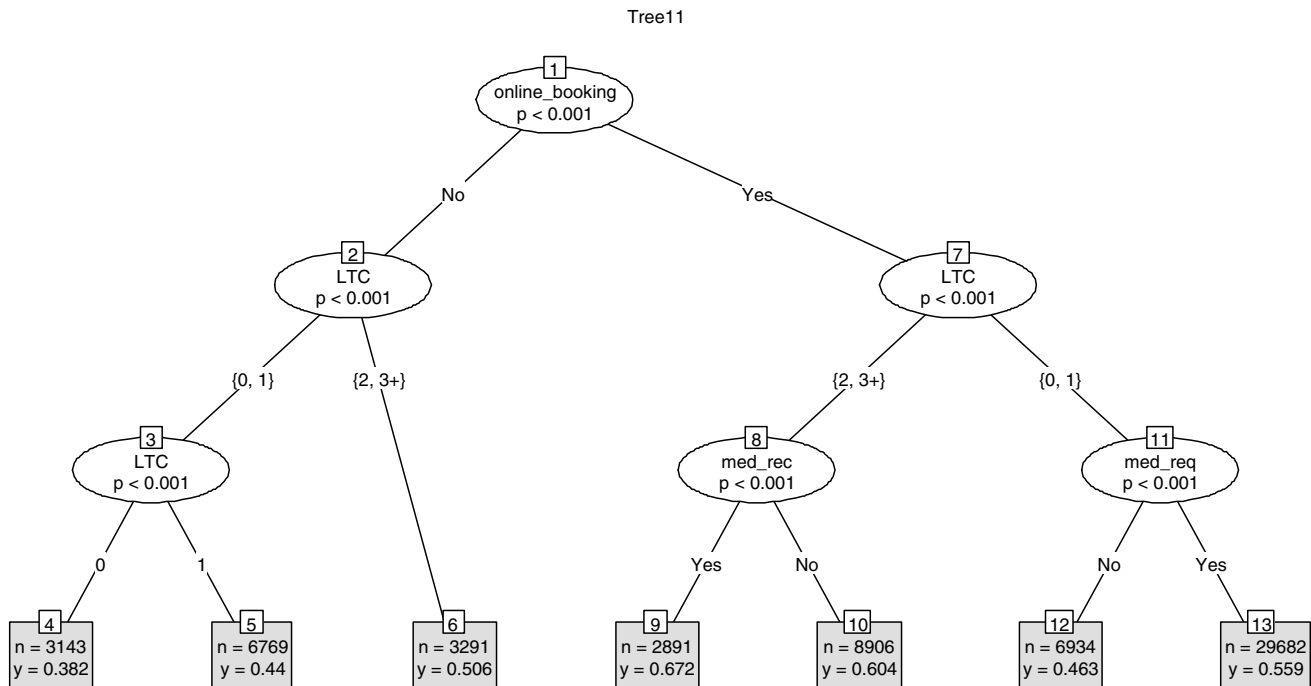 Tree11
1
online_booking
p < 0.001
No
Yes
2
LTC
p < 0.001
7
LTC
p < 0.001
{0, 1}
{2, 3+}
{2, 3+}
{0, 1}
3
LTC
p < 0.001
8
med_rec
p < 0.001
11
med_req
p < 0.001
0
1
Yes
No
No
Yes
4
n = 3143
y = 0.382
5
n = 6769
y = 0.44
6
n = 3291
y = 0.506
9
n = 2891
y = 0.672
10
n = 8906
y = 0.604
12
n = 6934
y = 0.463
13
n = 29682
y = 0.559